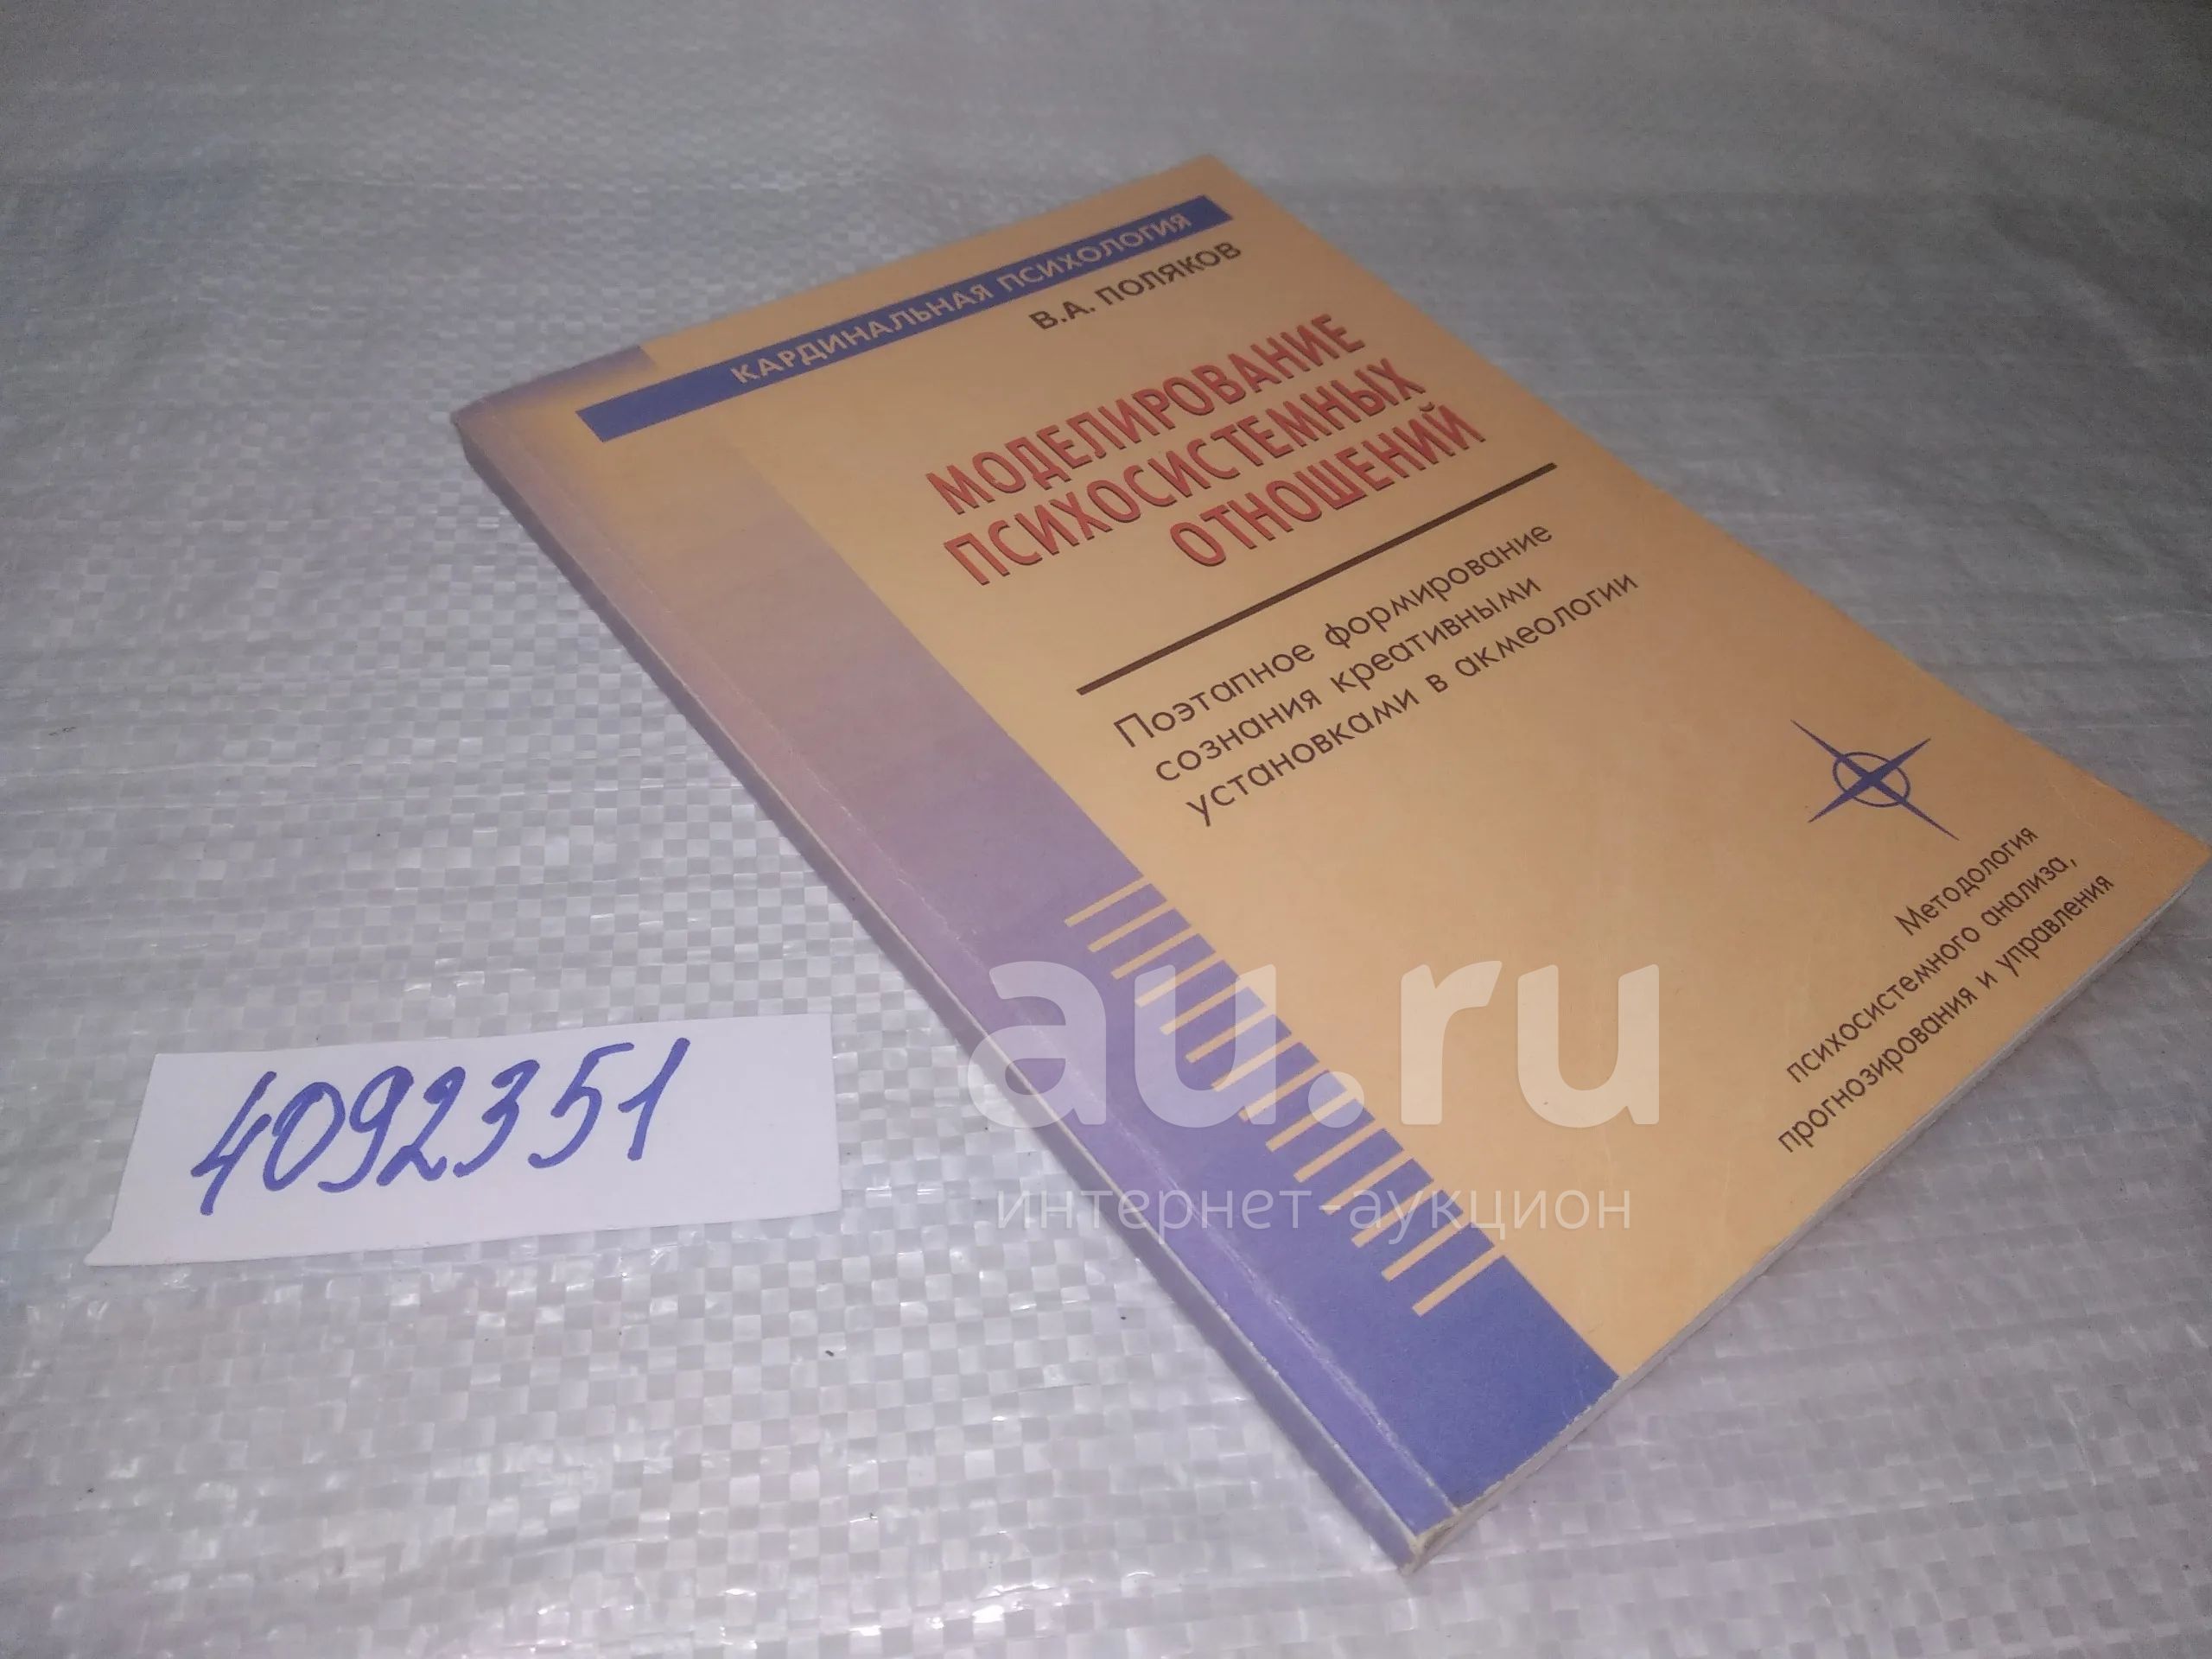 КАРДИНАЛЬНАЯ ПСИХОЛОГИЯ
В.А. ПОЛЯКОВ
МОДЕЛИРОВАНИЕ
ПСИХОСИСТЕМНЫХ
ОТНОШЕНИЙ
Поэтапное формирование
сознания креативными
установками в акмеологии
Методология
психосистемного анализа,
прогнозирования и управления
4092351
au.ru
интернет-аукцион